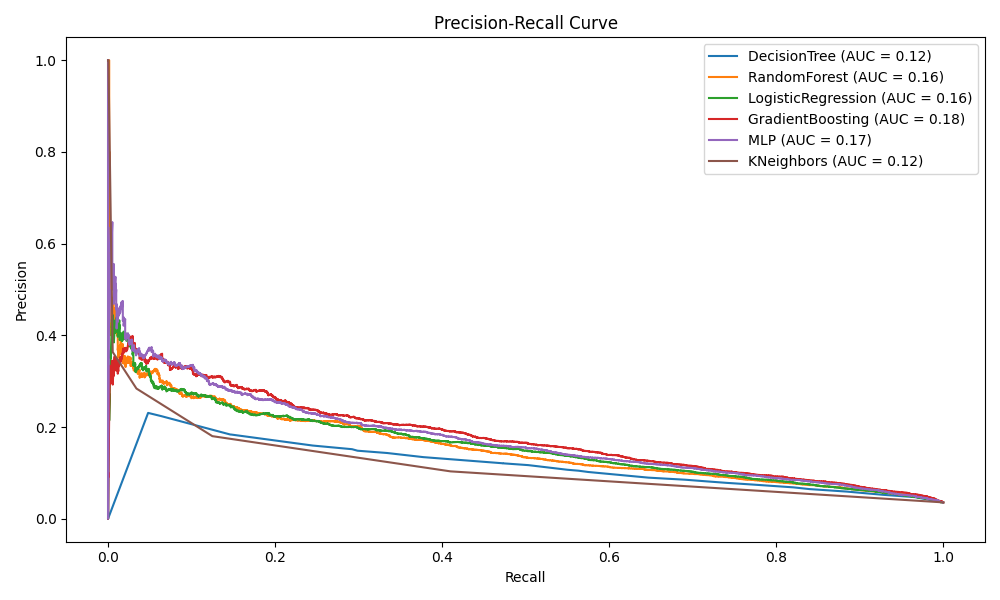 Precision-Recall Curve
DecisionTree (AUC = 0.12)
RandomForest (AUC = 0.16)
LogisticRegression (AUC = 0.16)
GradientBoosting (AUC = 0.18)
MLP (AUC = 0.17)
KNeighbors (AUC = 0.12)
Precision
1.0
0.8
0.6
0.4
0.2
0.0
0.0 0.2 0.4 0.6 0.8 1.0
Recall